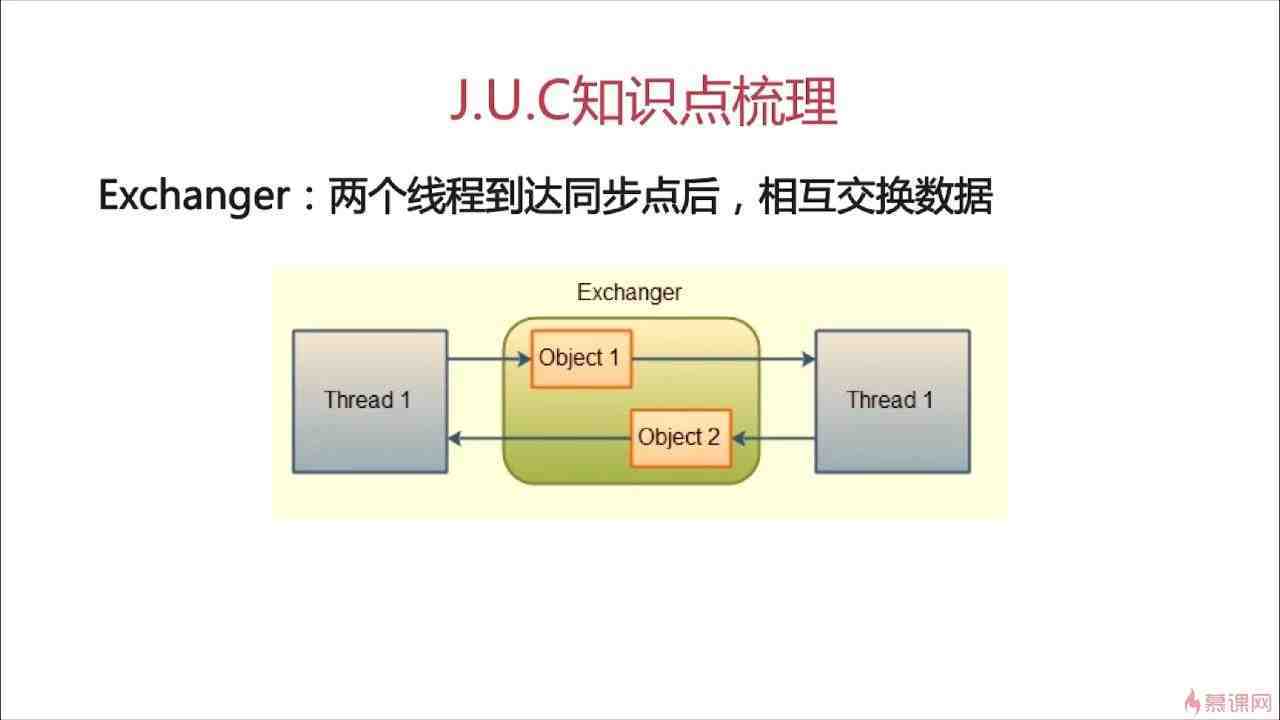 J.U.C知识点梳理
Exchanger：两个线程到达同步点后，相互交换数据
Exchanger
Object 1
Thread 1
Thread 1
Object 2
慕课网